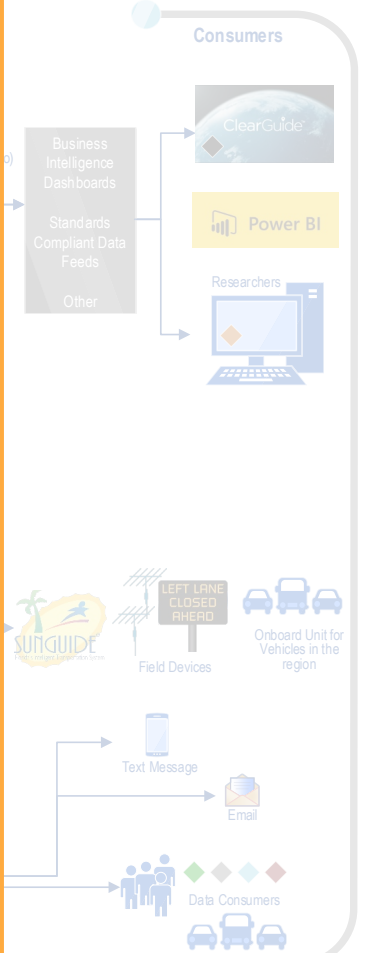 Consumers
ClearGuide
o)
Business
Intelligence
Dashboards
Standards
Compliant Data
Feeds
Other
Power BI
Researchers
LEFT LANE
CLOSED
AHEAD
SUNGUIDE
Field Devices
Onboard Unit for
Vehicles in the
region
Text Message
Email
Data Consumers